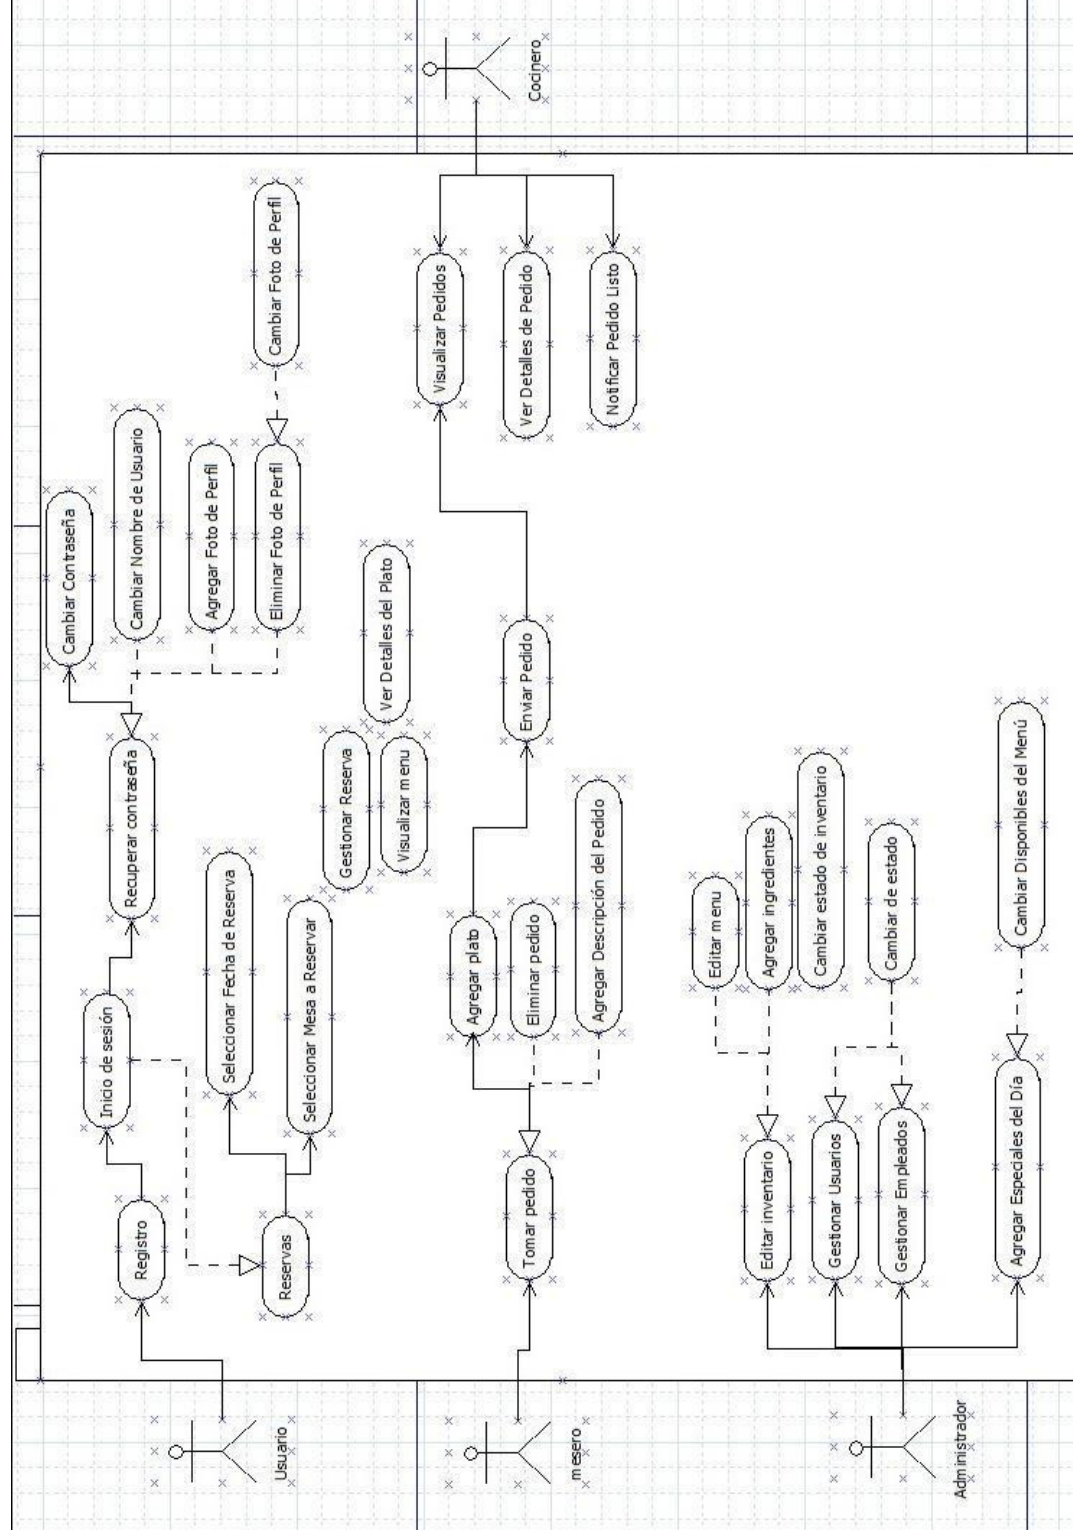 Usuario
Registro
Inicio de sesión
Recuperar contraseña
Cambiar Contraseña
Cambiar Nombre de Usuario
Agregar Foto de Perfil
Eliminar Foto de Perfil
Cambiar Foto de Perfil
Reservas
Seleccionar Fecha de Reserva
Seleccionar Mesa a Reservar
Gestionar Reserva
Visualizar menu
Ver Detalles del Plato
mesero
Tomar pedido
Agregar plato
Eliminar pedido
Agregar Descripción del Pedido
Enviar Pedido
Visualizar Pedidos
Ver Detalles de Pedido
Notificar Pedido Listo
Cocinero
Administrador
Editar inventario
Editar menu
Agregar ingredientes
Cambiar estado de inventario
Gestionar Usuarios
Gestionar Empleados
Cambiar de estado
Agregar Especiales del Día
Cambiar Disponibles del Menú